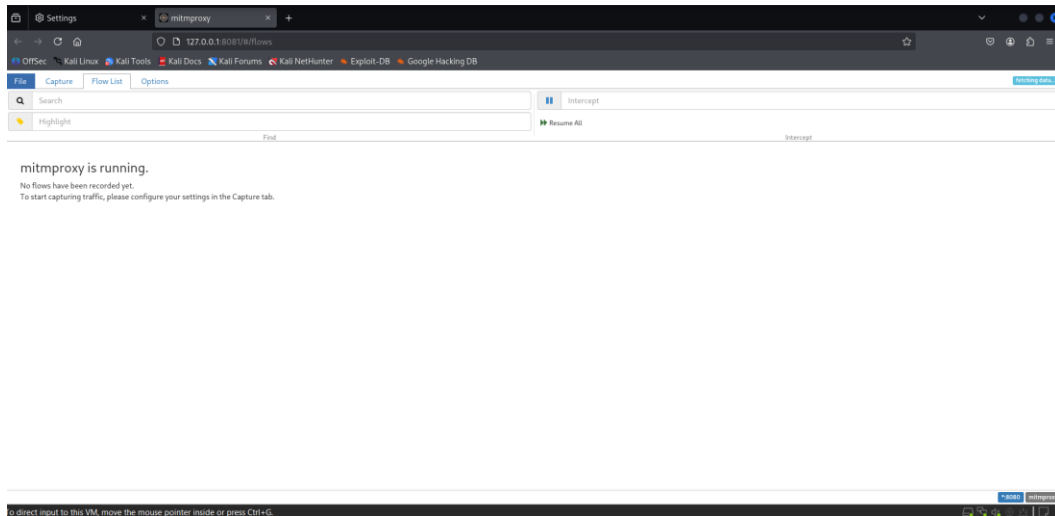 Settings
mitmproxy
127.0.0.1:8081/#/flows
OffSec Kali Linux Kali Tools Kali Docs Kali Forums Kali NetHunter Exploit-DB Google Hacking DB
File Capture Flow List Options fetching data...
Search Intercept
Highlight Resume All
Find Intercept
mitmproxy is running.
No flows have been recorded yet.
To start capturing traffic, please configure your settings in the Capture tab.
*:8080 mitmprox
To direct input to this VM, move the mouse pointer inside or press Ctrl+G.